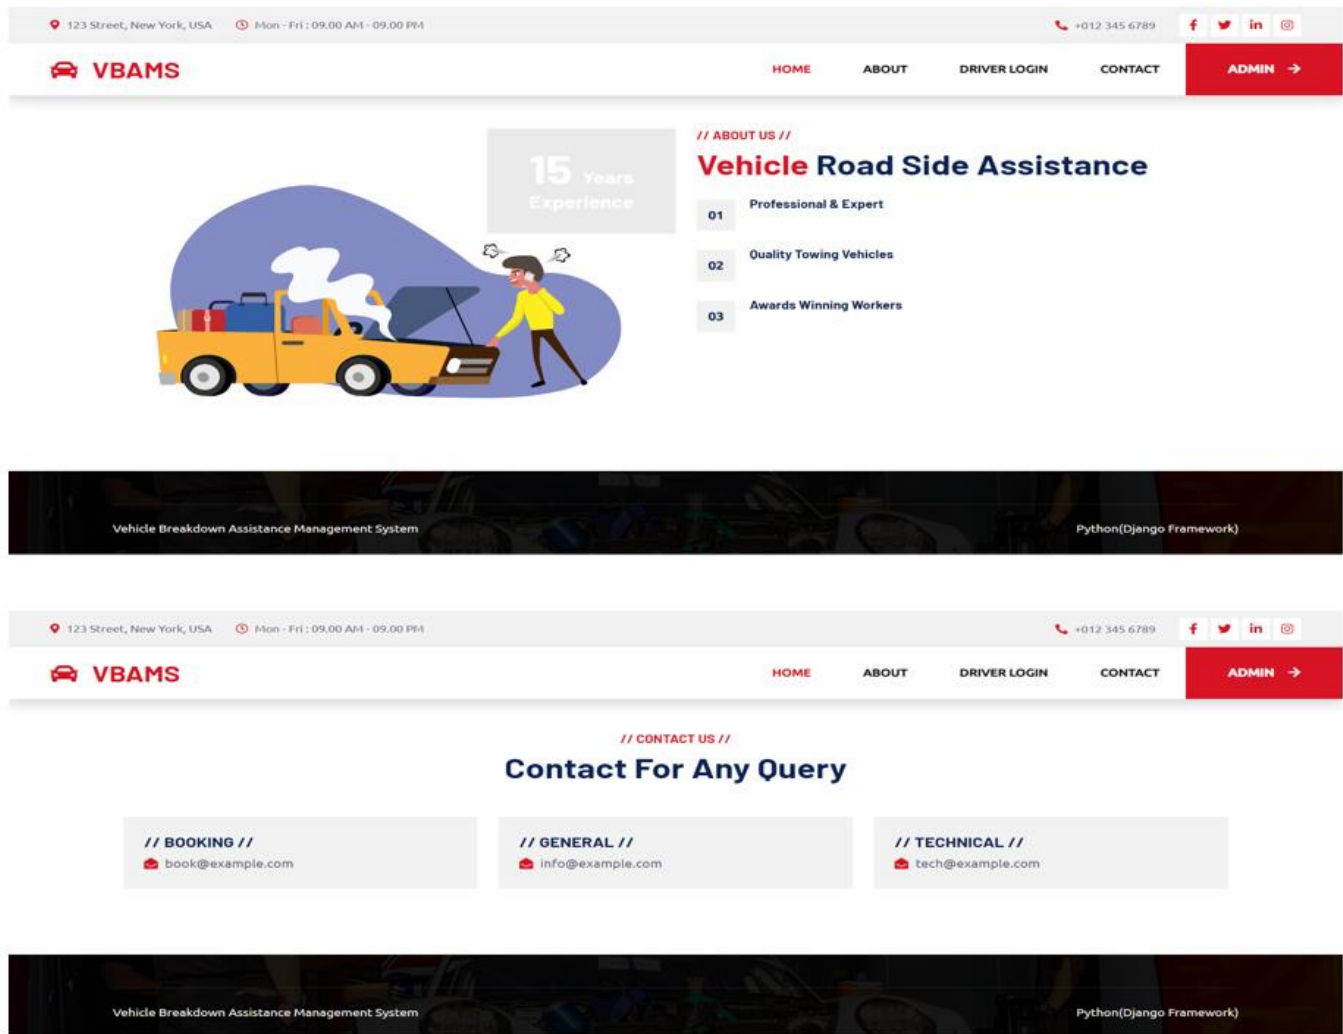 123 Street, New York, USA Mon - Fri : 09.00 AM - 09.00 PM +012 345 6789
VBAMS HOME ABOUT DRIVER LOGIN CONTACT ADMIN →
// ABOUT US //
15 Years
Experience
Vehicle Road Side Assistance
01 Professional & Expert
02 Quality Towing Vehicles
03 Awards Winning Workers
Vehicle Breakdown Assistance Management System Python(Django Framework)
123 Street, New York, USA Mon - Fri : 09.00 AM - 09.00 PM +012 345 6789
VBAMS HOME ABOUT DRIVER LOGIN CONTACT ADMIN →
// CONTACT US //
Contact For Any Query
// BOOKING //
book@example.com
// GENERAL //
info@example.com
// TECHNICAL //
tech@example.com
Vehicle Breakdown Assistance Management System Python(Django Framework)